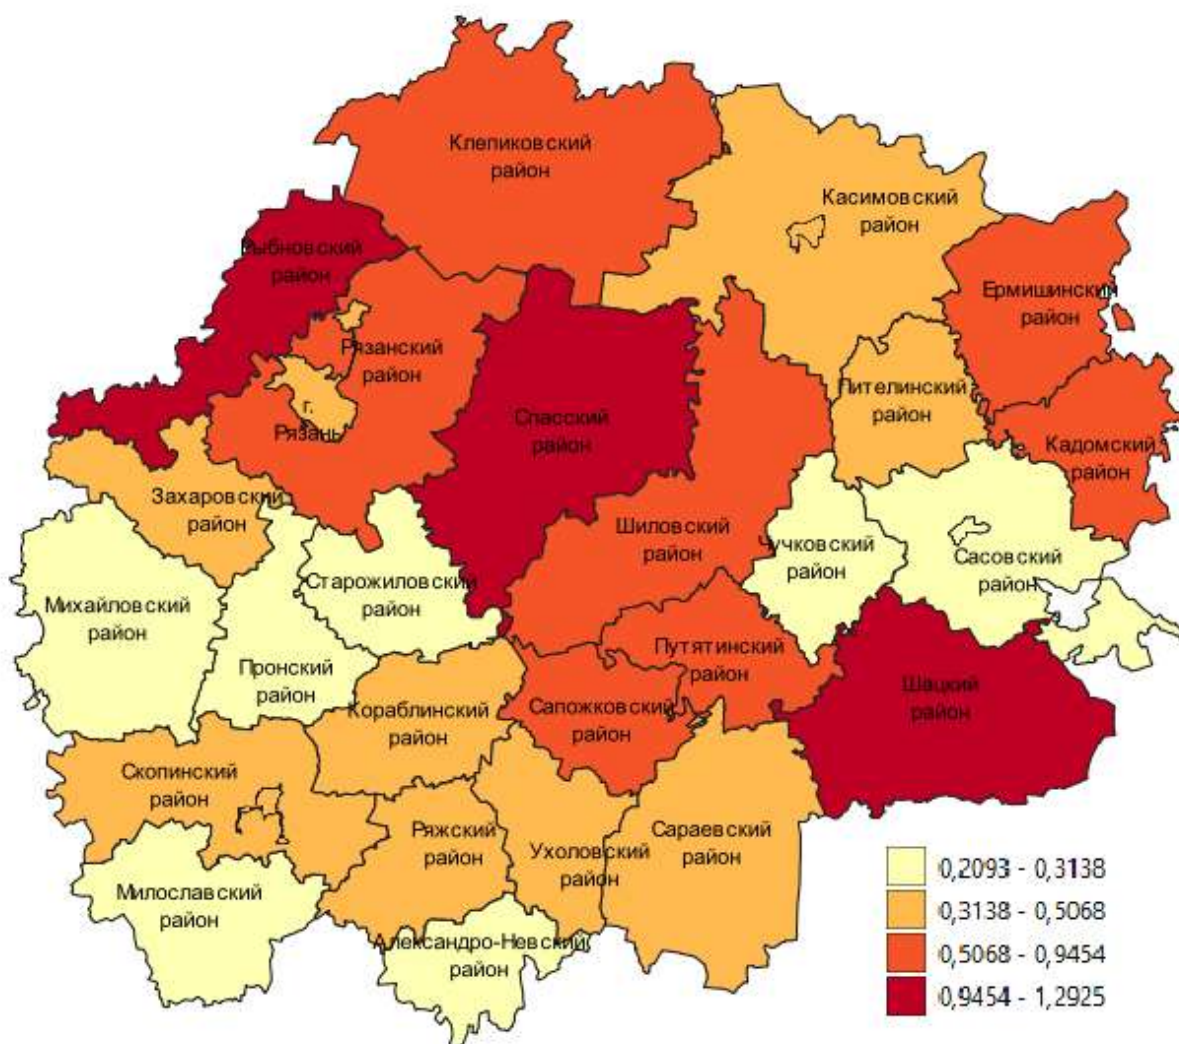 Клепиковский
район
Касимовский
район
Рыбновский
район
Ермишинский
район
Рязанский
район
Пителинский
район
г.
Рязань
Спасский
район
Кадомский
район
Захаровский
район
Шиловский
район
Чучковский
район
Сасовский
район
Старожиловский
район
Михайловский
район
Путятинский
район
Пронский
район
Шацкий
район
Кораблинский
район
Сапожковский
район
Скопинский
район
Ряжский
район
Ухоловский
район
Сараевский
район
Милославский
район
Александро-Невский
район
0,2093 - 0,3138
0,3138 - 0,5068
0,5068 - 0,9454
0,9454 - 1,2925